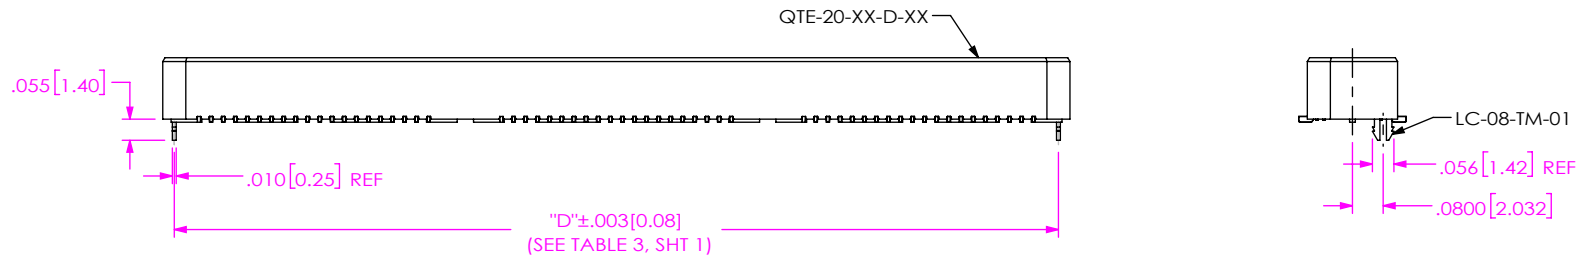 QTE-20-XX-D-XX
.055[1.40]
LC-08-TM-01
.010[0.25] REF
.056[1.42] REF
.0800[2.032]
"D"±.003[0.08]
(SEE TABLE 3, SHT 1)